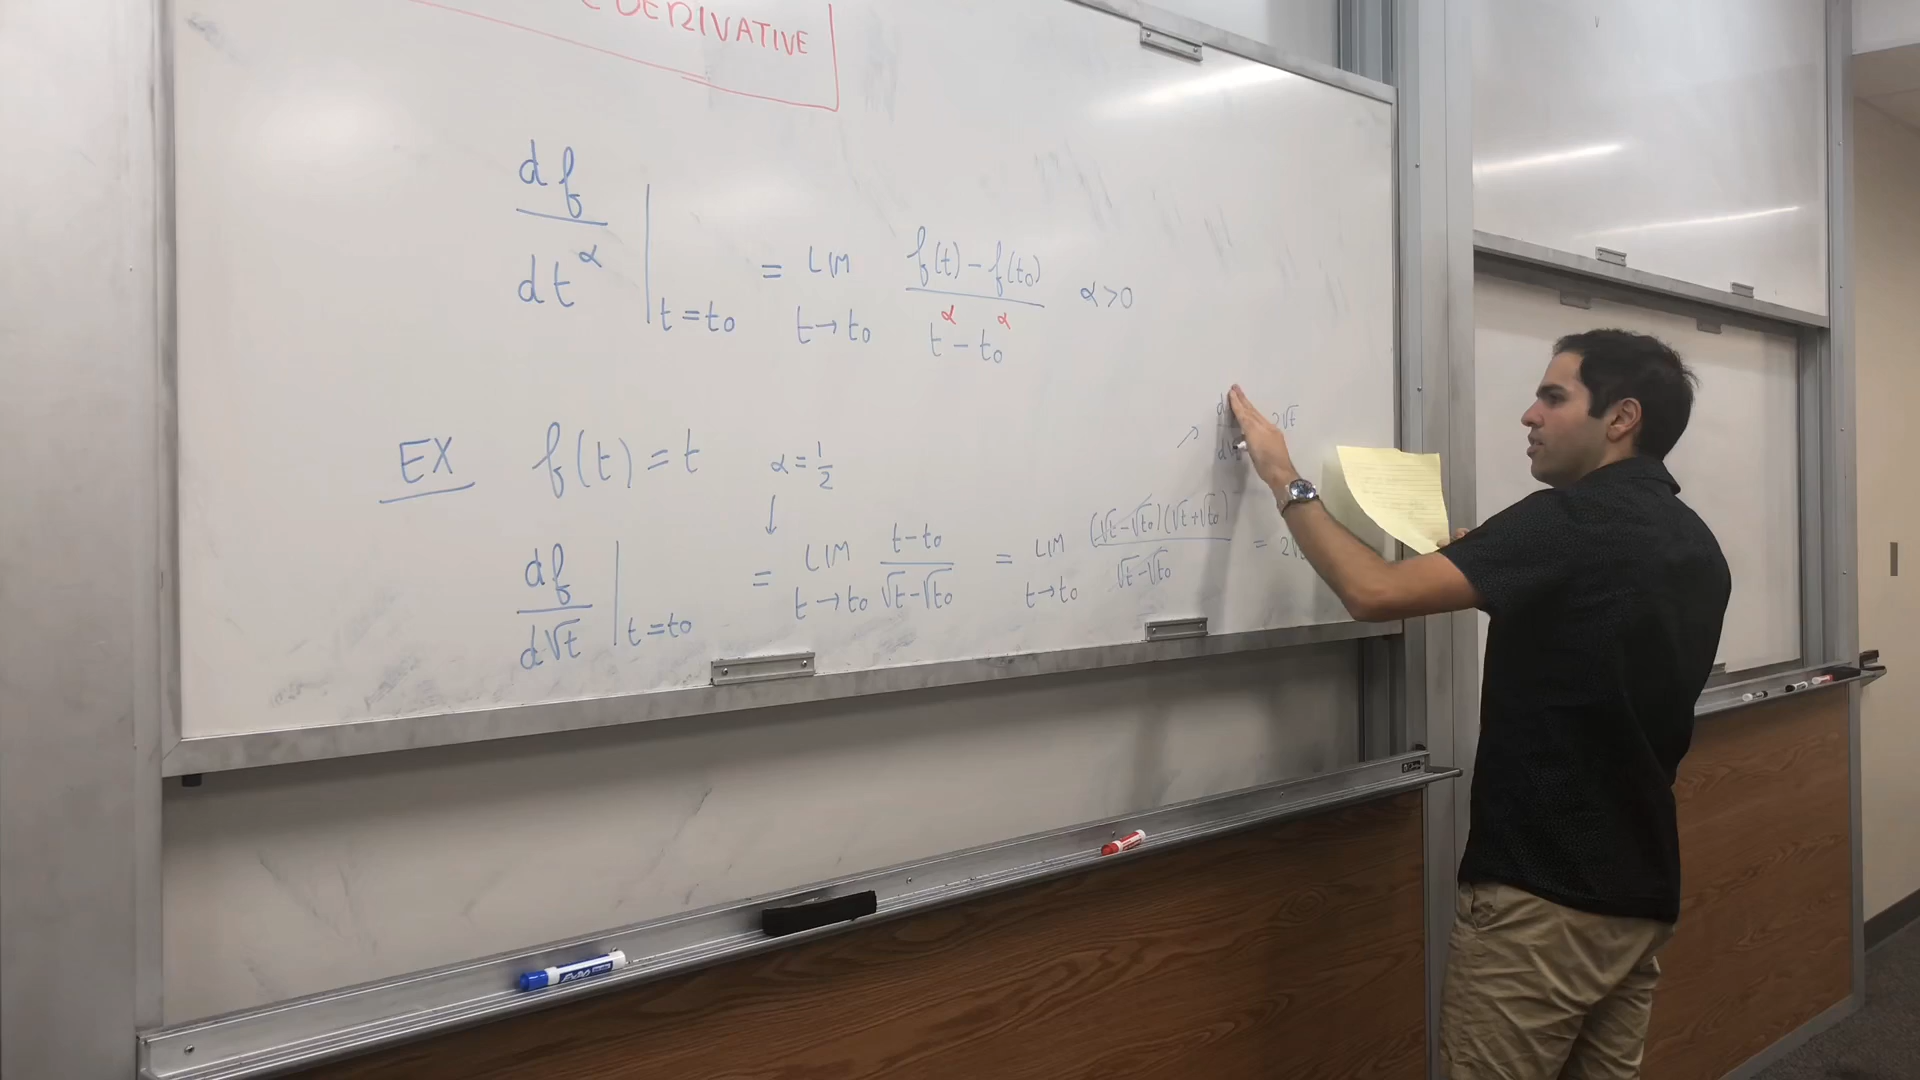 DERIVATIVE
df/dt^α |t=t₀ = LIM t→t₀ (f(t)-f(t₀))/(t^α-t₀^α) α>0
EX f(t)=t α=1/2
2√t
df/d√t |t=t₀ = LIM t→t₀ (t-t₀)/(√t-√t₀) = LIM t→t₀ (√t-√t₀)(√t+√t₀)/(√t-√t₀) =
EXPO